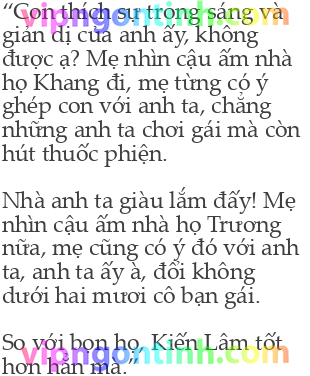 “Con thích sự trong sáng và
vipngontinh.com
giản dị của anh ấy, không
được ạ? Mẹ nhìn cậu ấm nhà
họ Khang đi, mẹ từng có ý
ghép con với anh ta, chẳng
những anh ta chơi gái mà còn
hút thuốc phiện.
Nhà anh ta giàu lắm đấy! Mẹ
nhìn cậu ấm nhà họ Trương
nữa, mẹ cũng có ý đó với anh
ta, anh ta ấy à, đổi không
dưới hai mươi cô bạn gái.
So với bọn họ, Kiến Lâm tốt
vipngontinh.com
hơn hẳn mà.”